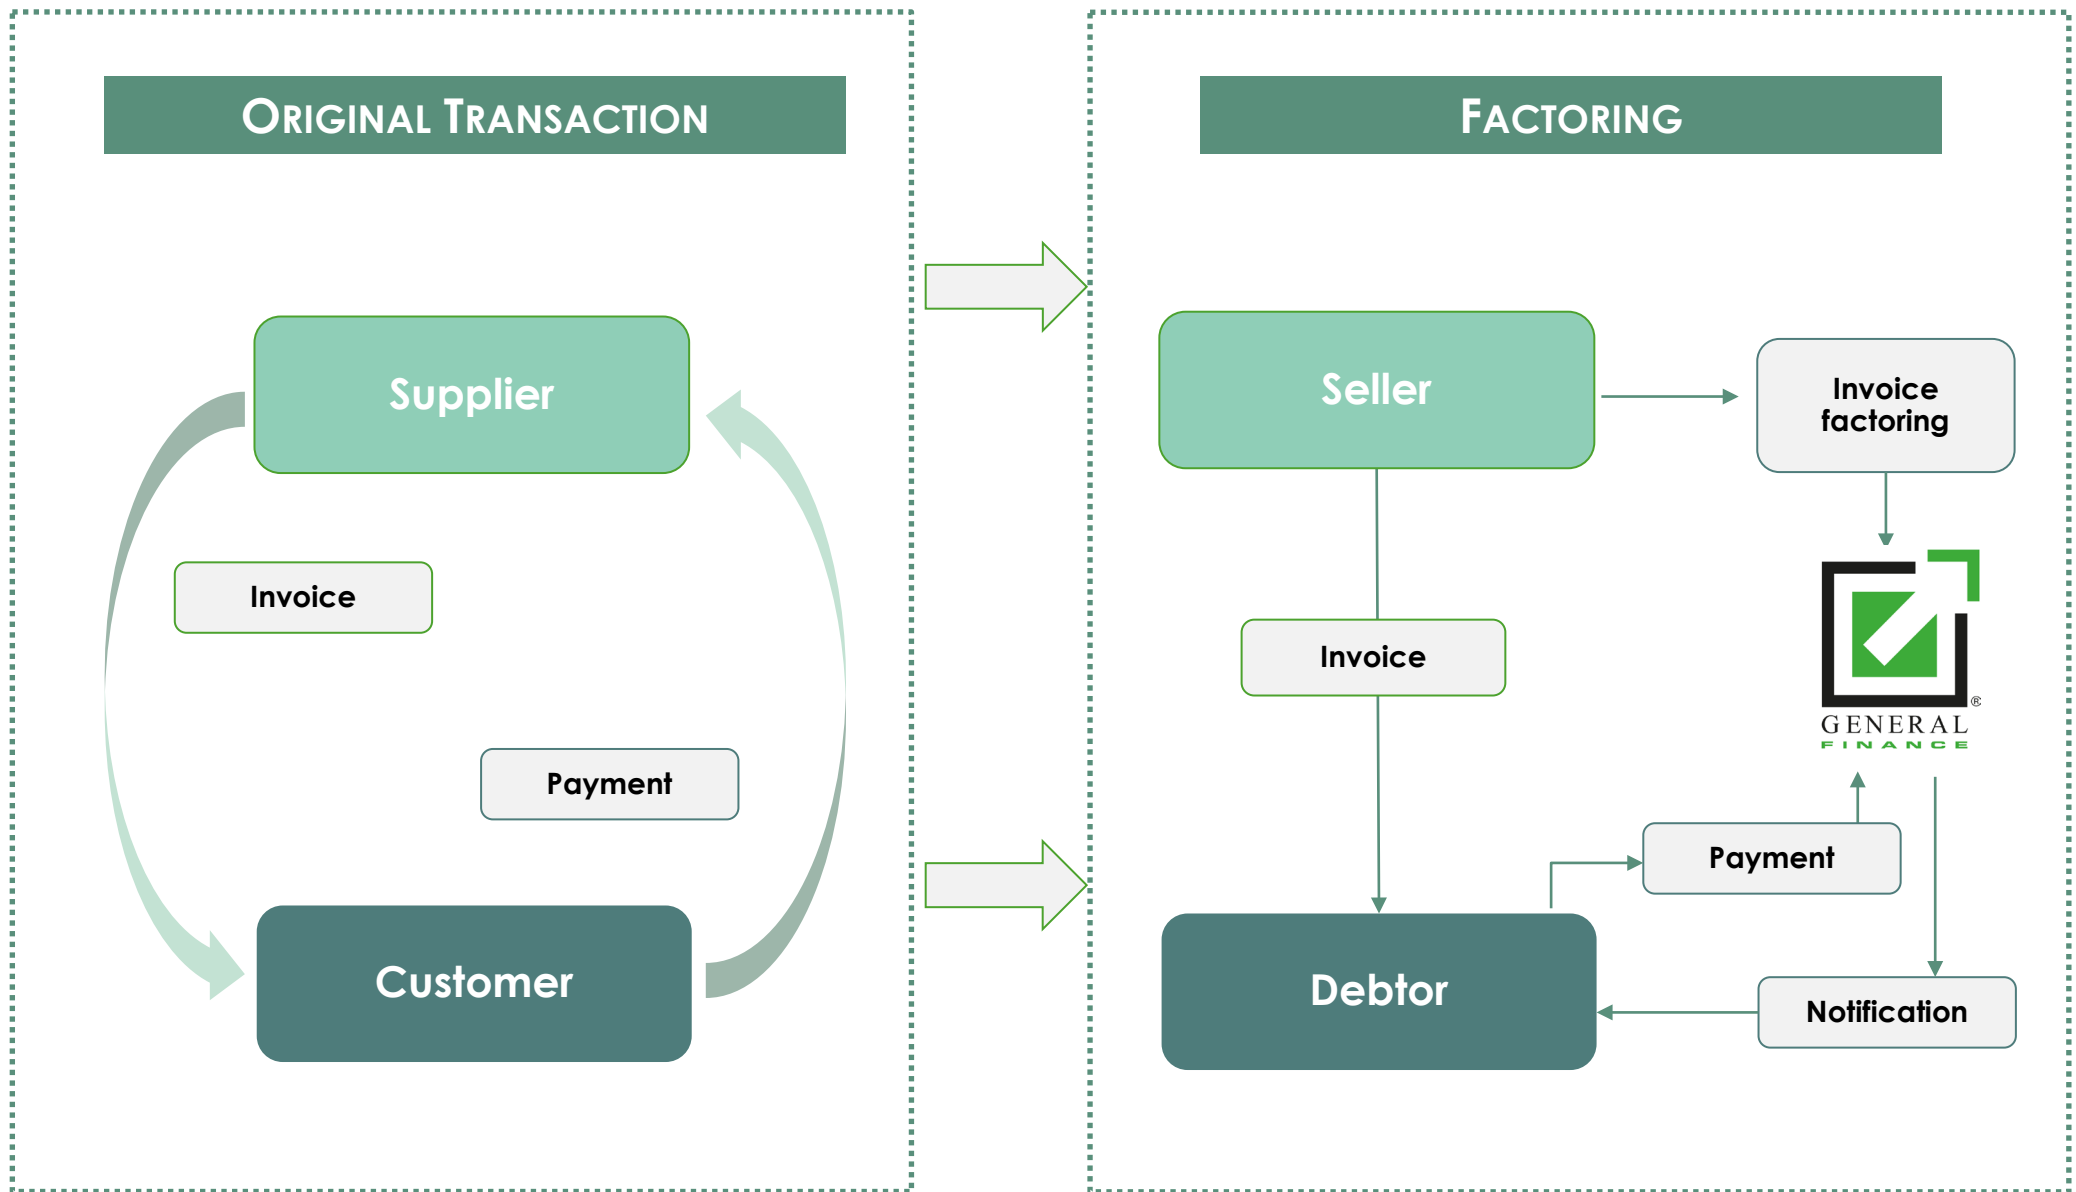 ORIGINAL TRANSACTION
Supplier
Invoice
Payment
Customer
FACTORING
Seller
Invoice
factoring
Invoice
®
GENERAL
FINANCE
Payment
Debtor
Notification